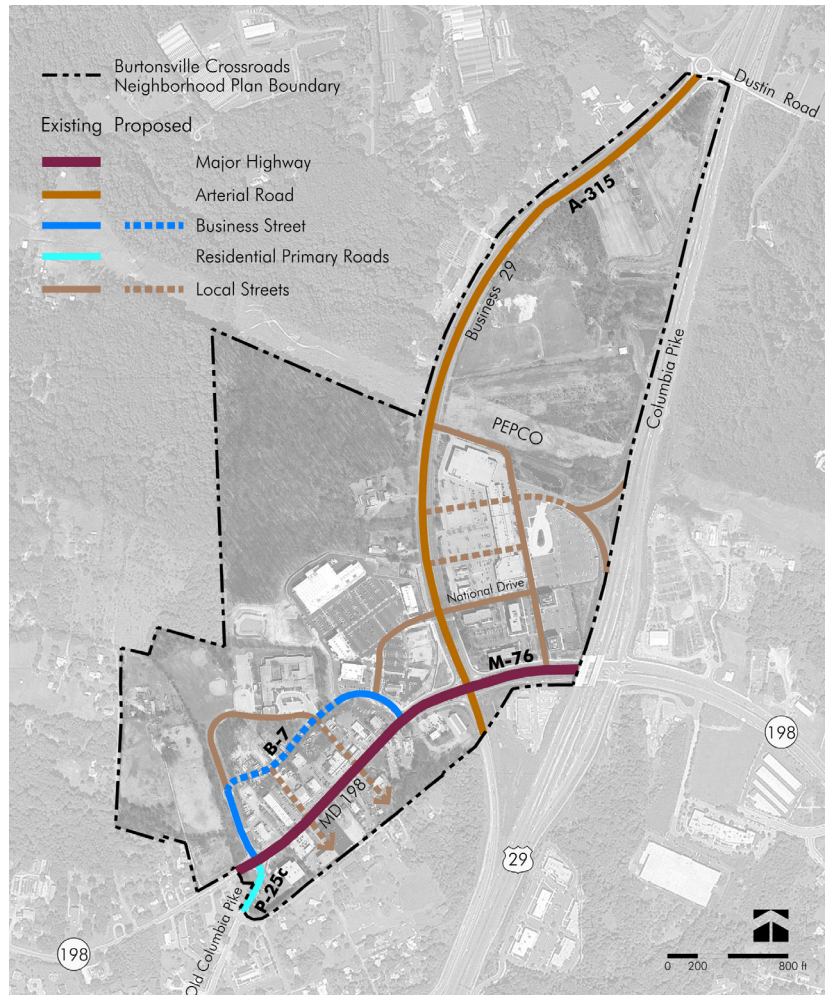 Burtonsville Crossroads
Neighborhood Plan Boundary
Existing Proposed
Major Highway
Arterial Road
Business Street
Residential Primary Roads
Local Streets
Dustin Road
A-315
Business 29
Columbia Pike
PEPCO
National Drive
M-76
198
B-7
MD 198
29
P-25c
Old Columbia Pike
198
0 200 800 ft